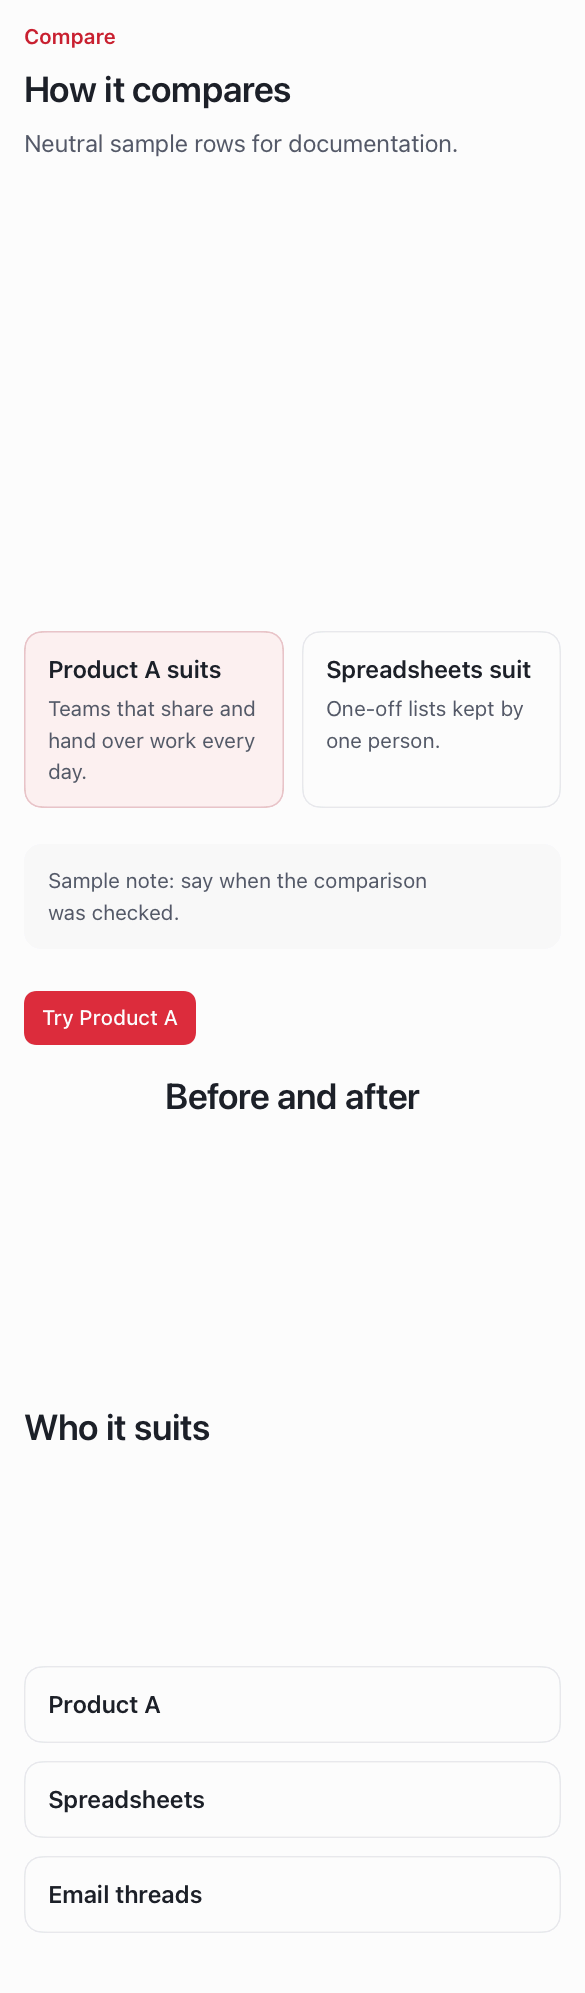 Compare
How it compares
Neutral sample rows for documentation.
Product A suits
Teams that share and
hand over work every
day.
Spreadsheets suit
One-off lists kept by
one person.
Sample note: say when the comparison
was checked.
Try Product A
Before and after
Who it suits
Product A
Spreadsheets
Email threads